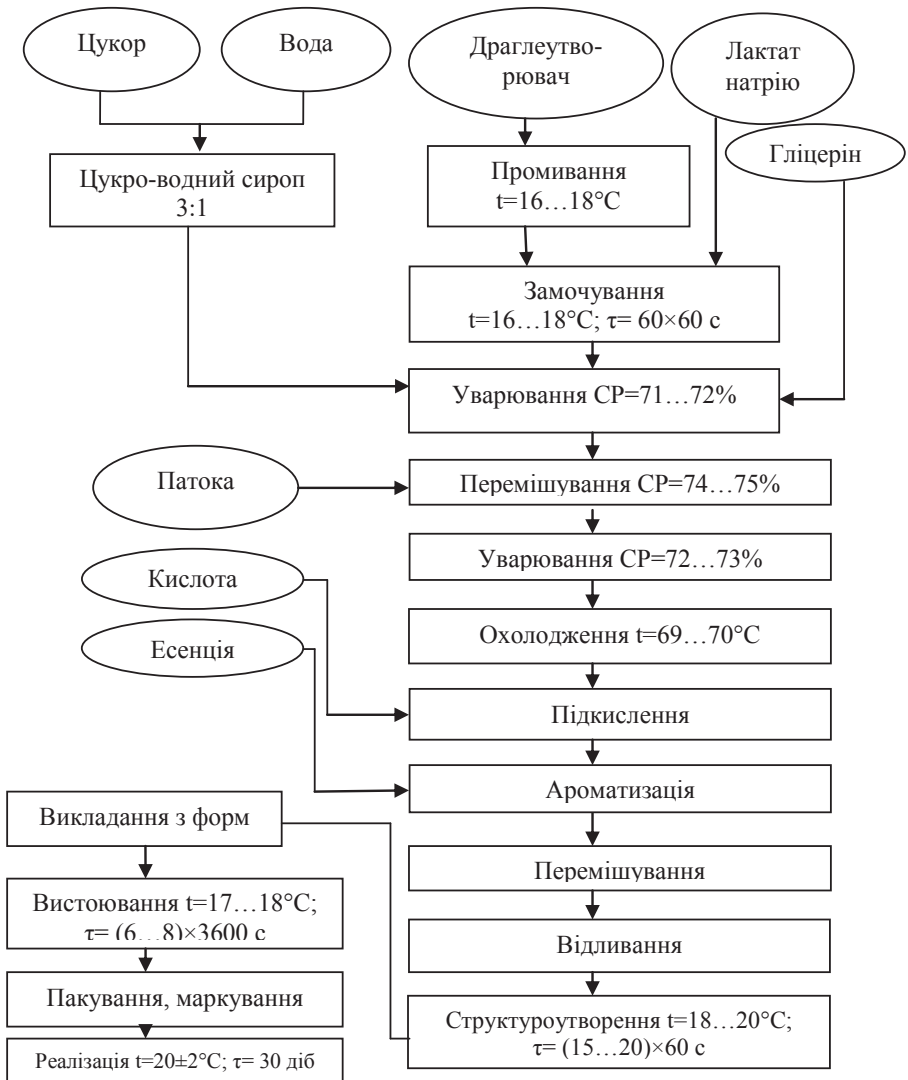 Цукор
Вода
Драглеутво-
рювач
Лактат
натрію
Гліцерін
Цукро-водний сироп
3:1
Промивання
t=16…18°C
Замочування
t=16…18°C; τ= 60×60 с
Уварювання СР=71…72%
Патока
Перемішування СР=74…75%
Уварювання СР=72…73%
Кислота
Охолодження t=69…70°C
Есенція
Підкислення
Ароматизація
Перемішування
Відливання
Структуроутворення t=18…20°C;
τ= (15…20)×60 с
Викладання з форм
Вистоювання t=17…18°C;
τ= (6…8)×3600 с
Пакування, маркування
Реалізація t=20±2°C; τ= 30 діб